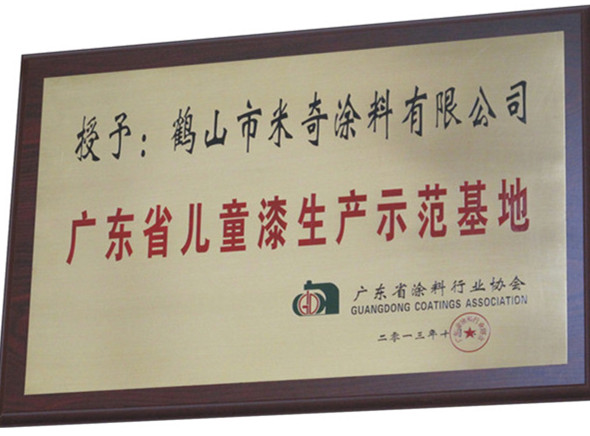 授予：鹤山市米奇涂料有限公司
广东省儿童漆生产示范基地
广东省涂料行业协会
GUANGDONG COATINGS ASSOCIATION
二零一三年十